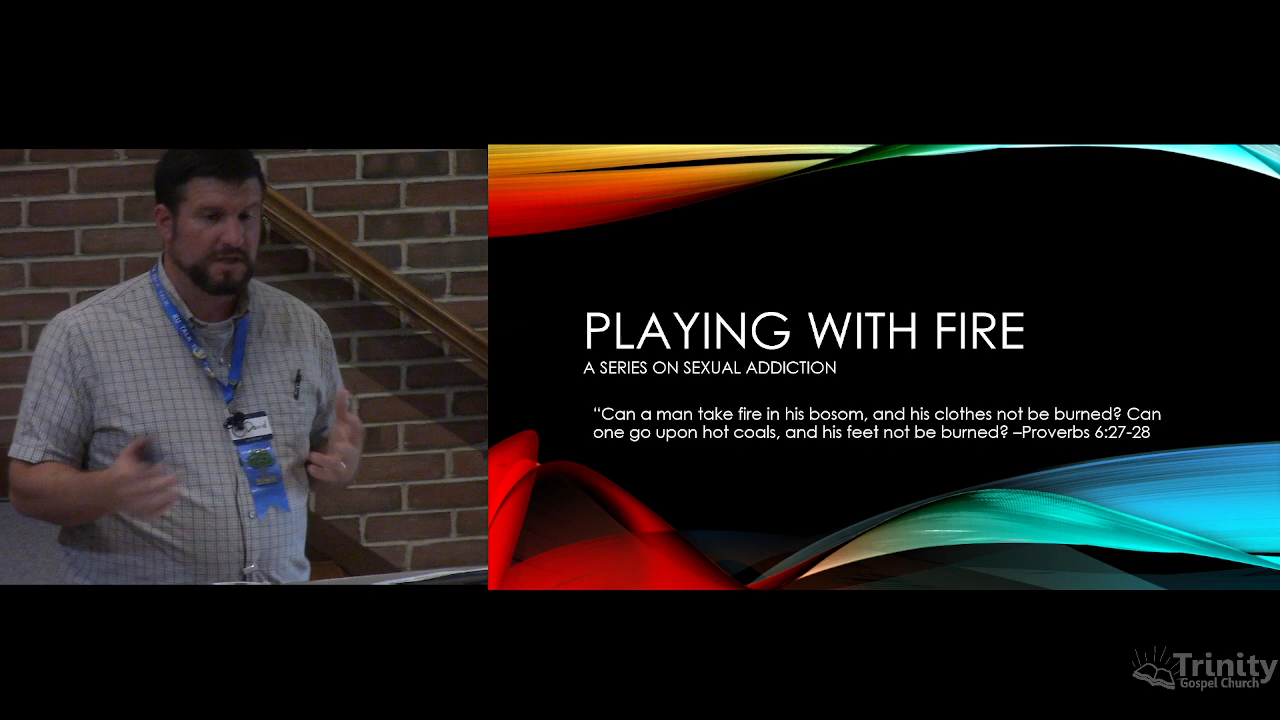 PLAYING WITH FIRE
A SERIES ON SEXUAL ADDICTION
“Can a man take fire in his bosom, and his clothes not be burned? Can
one go upon hot coals, and his feet not be burned? –Proverbs 6:27-28
Trinity
Gospel Church